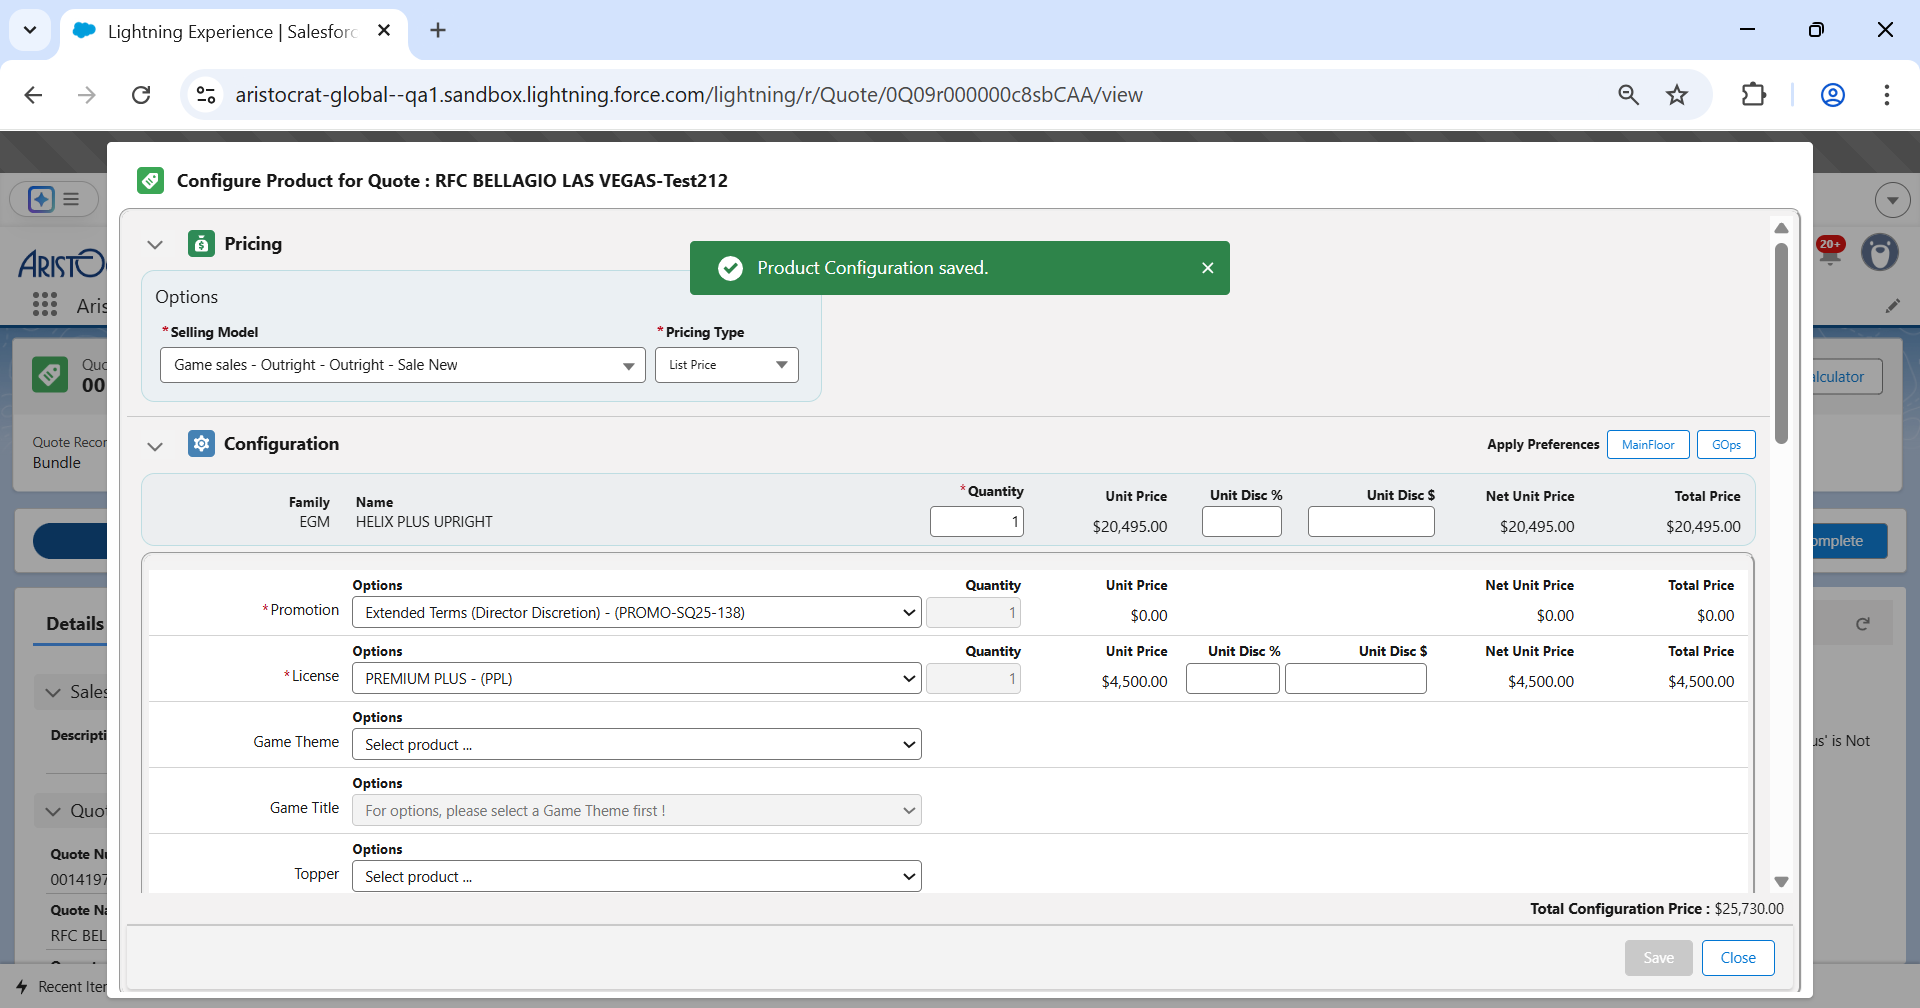 Lightning Experience | Salesforc
aristocrat-global--qa1.sandbox.lightning.force.com/lightning/r/Quote/0Q09r000000c8sbCAA/view
Configure Product for Quote : RFC BELLAGIO LAS VEGAS-Test212
Pricing
Product Configuration saved.
Options
*Selling Model
*Pricing Type
Game sales - Outright - Outright - Sale New
List Price
Configuration
Apply Preferences
MainFloor
GOps
Family
Name
*Quantity
Unit Price
Unit Disc %
Unit Disc $
Net Unit Price
Total Price
EGM
HELIX PLUS UPRIGHT
1
$20,495.00
$20,495.00
$20,495.00
Options
Quantity
Unit Price
Net Unit Price
Total Price
*Promotion
Extended Terms (Director Discretion) - (PROMO-SQ25-138)
1
$0.00
$0.00
$0.00
Options
Quantity
Unit Price
Unit Disc %
Unit Disc $
Net Unit Price
Total Price
*License
PREMIUM PLUS - (PPL)
1
$4,500.00
$4,500.00
$4,500.00
Options
Game Theme
Select product ...
Options
Game Title
For options, please select a Game Theme first !
Options
Topper
Select product ...
Total Configuration Price : $25,730.00
Save
Close
ARISTOC
Aris
20+
Quo
00
Quote Recor
Bundle
alculator
omplete
Details
Sales
Descripti
us' is Not
Quot
Quote Nu
0014197
Quote Na
RFC BEL
Recent Iter